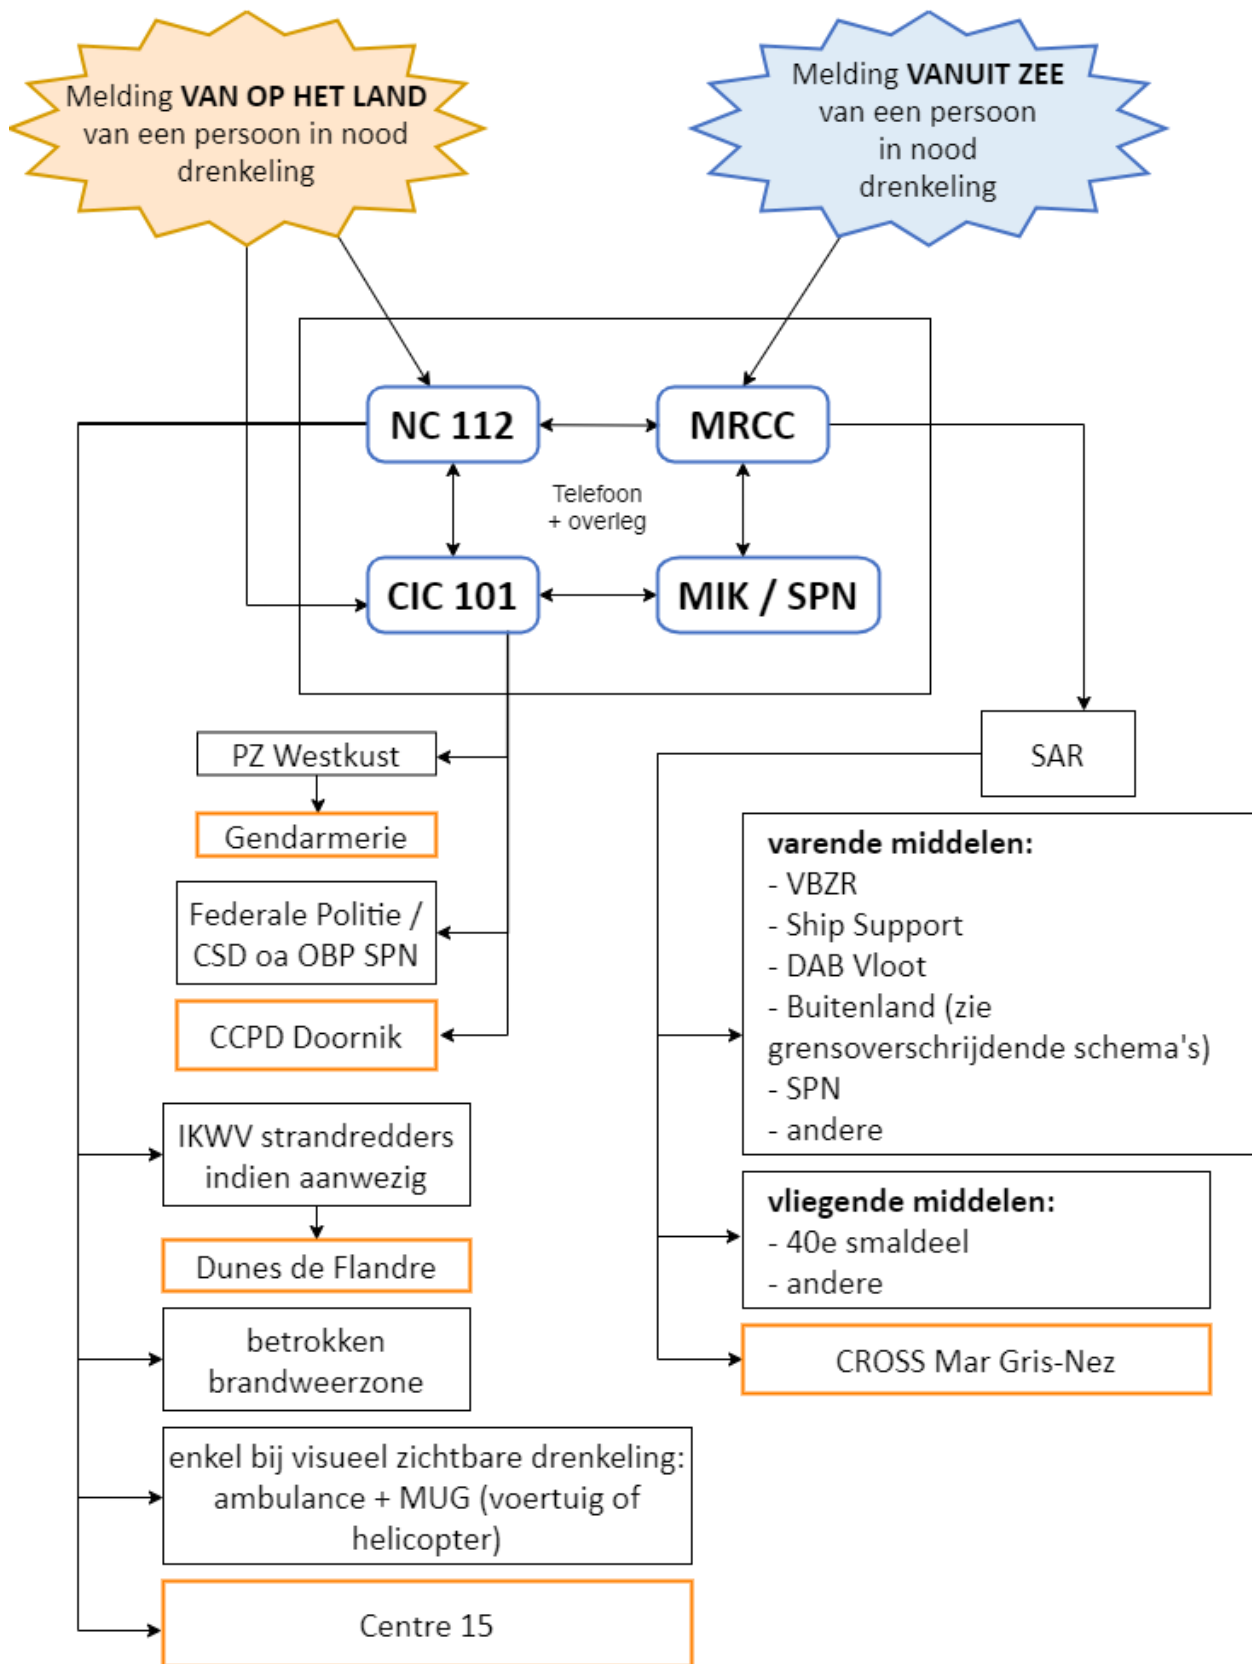 Melding VAN OP HET LAND
van een persoon in nood
drenkeling
Melding VANUIT ZEE
van een persoon
in nood
drenkeling
NC 112
MRCC
Telefoon
+ overleg
CIC 101
MIK / SPN
PZ Westkust
Gendarmerie
Federale Politie /
CSD oa OBP SPN
CCPD Doornik
IKWV strandredders
indien aanwezig
Dunes de Flandre
betrokken
brandweerzone
enkel bij visueel zichtbare drenkeling:
ambulance + MUG (voertuig of
helicopter)
Centre 15
SAR
varende middelen:
- VBZR
- Ship Support
- DAB Vloot
- Buitenland (zie
grensoverschrijdende schema's)
- SPN
- andere
vliegende middelen:
- 40e smaldeel
- andere
CROSS Mar Gris-Nez